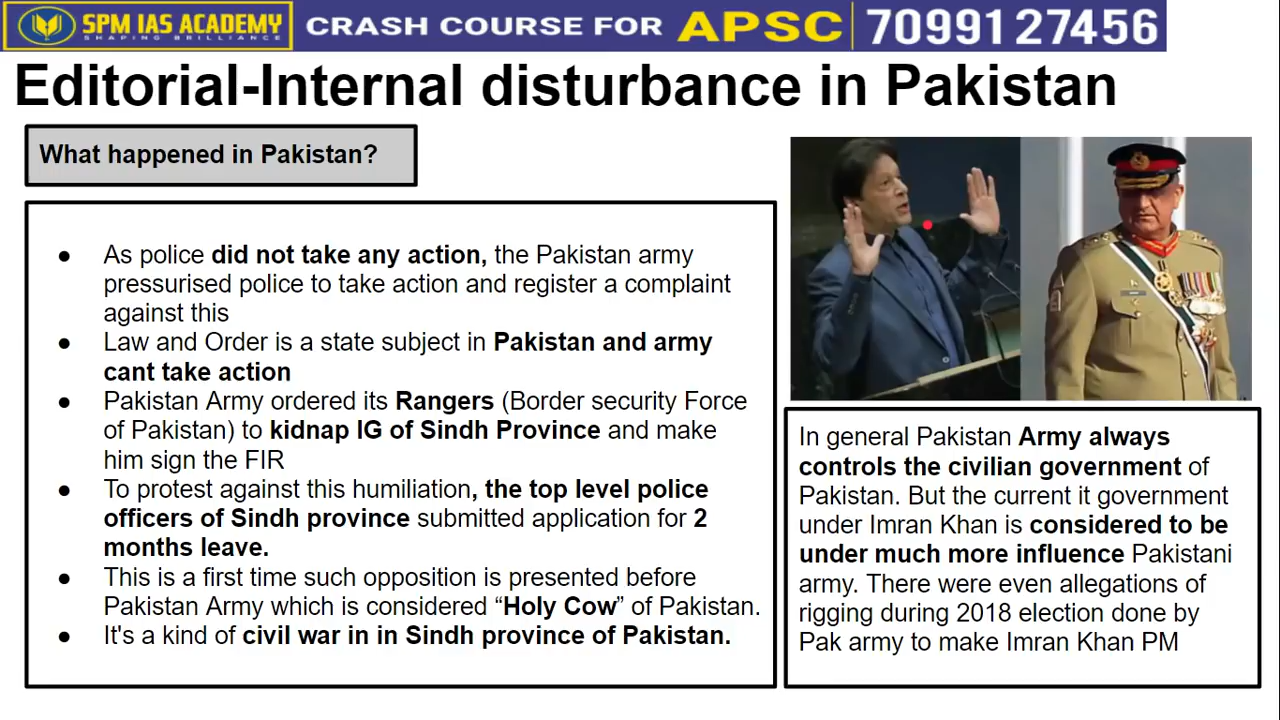 SPM IAS ACADEMY
SHAPING BRILLIANCE
CRASH COURSE FOR APSC 70991 27456
Editorial-Internal disturbance in Pakistan
What happened in Pakistan?
● As police did not take any action, the Pakistan army
pressurised police to take action and register a complaint
against this
● Law and Order is a state subject in Pakistan and army
cant take action
● Pakistan Army ordered its Rangers (Border security Force
of Pakistan) to kidnap IG of Sindh Province and make
him sign the FIR
● To protest against this humiliation, the top level police
officers of Sindh province submitted application for 2
months leave.
● This is a first time such opposition is presented before
Pakistan Army which is considered “Holy Cow” of Pakistan.
● It's a kind of civil war in in Sindh province of Pakistan.
In general Pakistan Army always
controls the civilian government of
Pakistan. But the current it government
under Imran Khan is considered to be
under much more influence Pakistani
army. There were even allegations of
rigging during 2018 election done by
Pak army to make Imran Khan PM